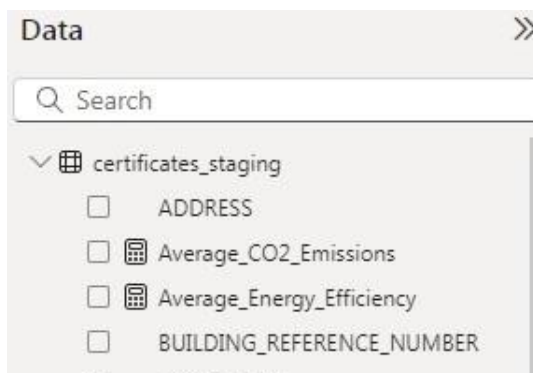 Data
Search
certificates_staging
ADDRESS
Average_CO2_Emissions
Average_Energy_Efficiency
BUILDING_REFERENCE_NUMBER